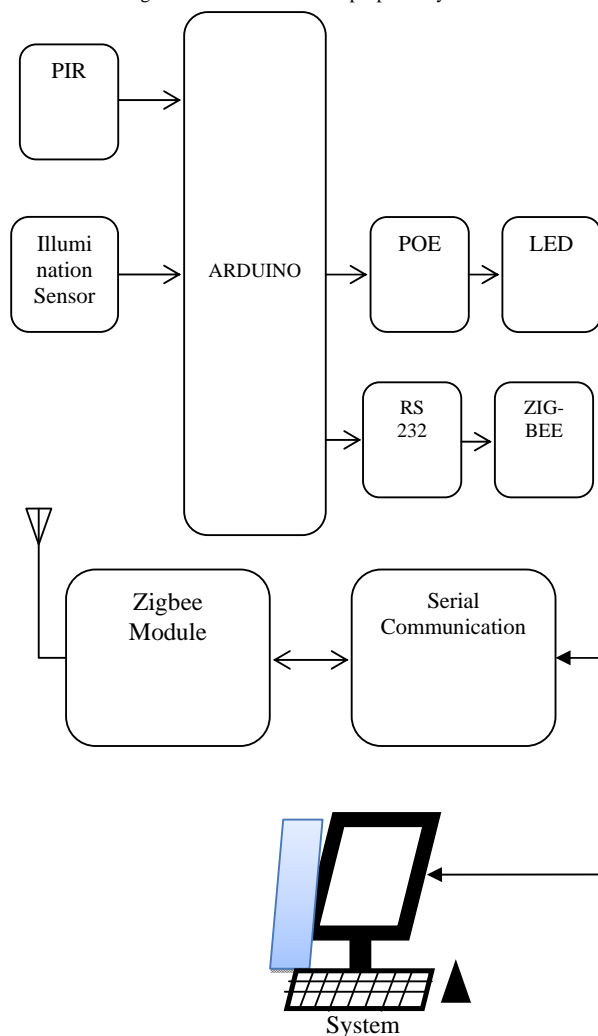 PIR
Illumi
nation
Sensor
ARDUINO
POE
LED
RS
232
ZIG-
BEE
Zigbee
Module
Serial
Communication
System